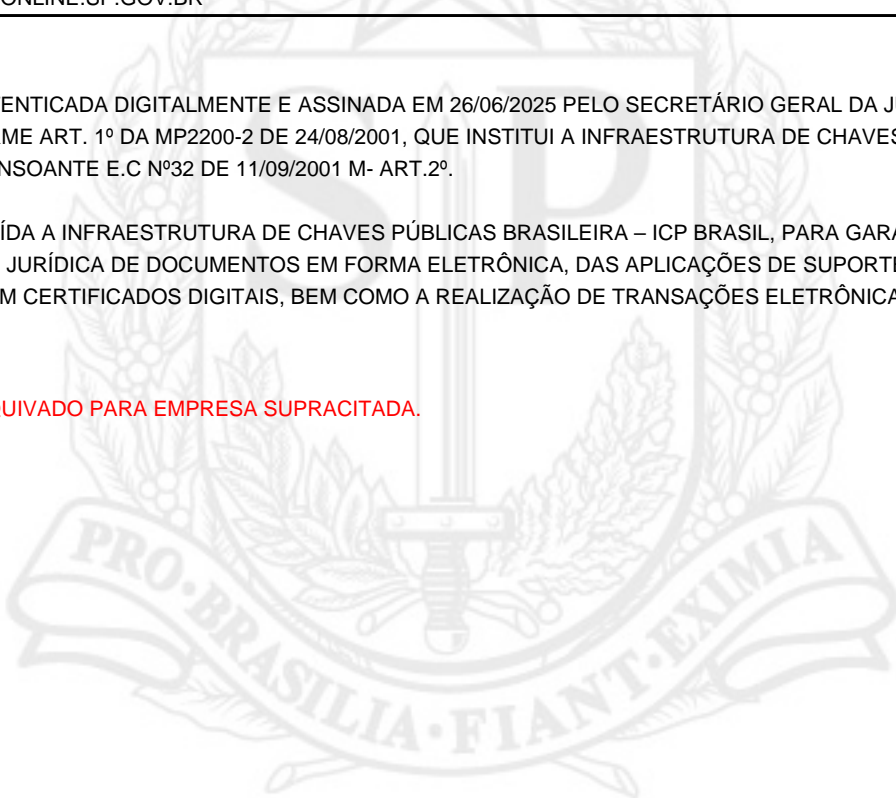 ONLINE.SP.GOV.BR
ENTICADA DIGITALMENTE E ASSINADA EM 26/06/2025 PELO SECRETÁRIO GERAL DA J
ME ART. 1º DA MP2200-2 DE 24/08/2001, QUE INSTITUI A INFRAESTRUTURA DE CHAVES
NSOANTE E.C Nº32 DE 11/09/2001 M- ART.2º.
ÍDA A INFRAESTRUTURA DE CHAVES PÚBLICAS BRASILEIRA – ICP BRASIL, PARA GARA
JURÍDICA DE DOCUMENTOS EM FORMA ELETRÔNICA, DAS APLICAÇÕES DE SUPORTE
M CERTIFICADOS DIGITAIS, BEM COMO A REALIZAÇÃO DE TRANSAÇÕES ELETRÔNICA
UIVADO PARA EMPRESA SUPRACITADA.
SP
PRO·BRASILIA·FIANT·EXIMIA